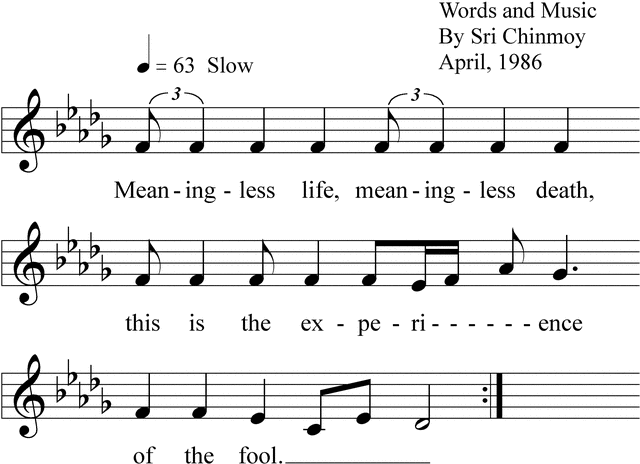 Words and Music
By Sri Chinmoy
April, 1986
= 63 Slow
3 3
Mean - ing - less life, mean - ing - less death,
this is the ex - pe - ri - - - - - - ence
of the fool.